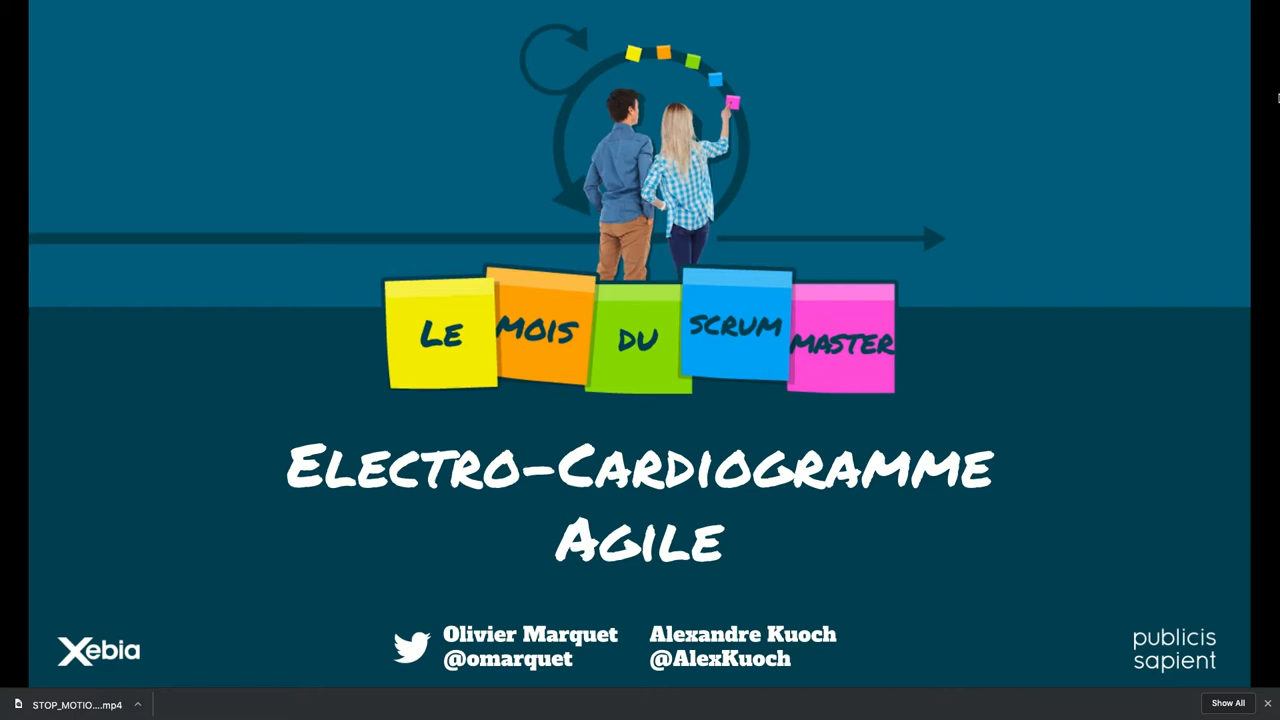 Le mois du scrum master
Electro-Cardiogramme
Agile
Xebia
Olivier Marquet
@omarquet
Alexandre Kuoch
@AlexKuoch
publicis
sapient
STOP_MOTIO....mp4
Show All